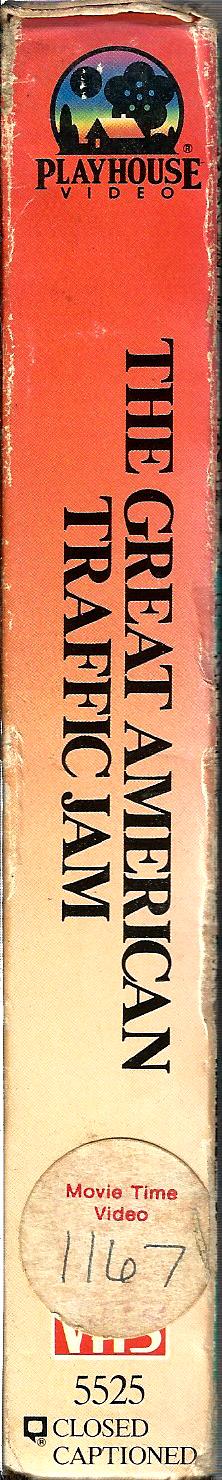 PLAYHOUSE®
VIDEO
THE GREAT AMERICAN
TRAFFIC JAM
Movie Time
Video
1167
VHS
5525
® CLOSED
CAPTIONED